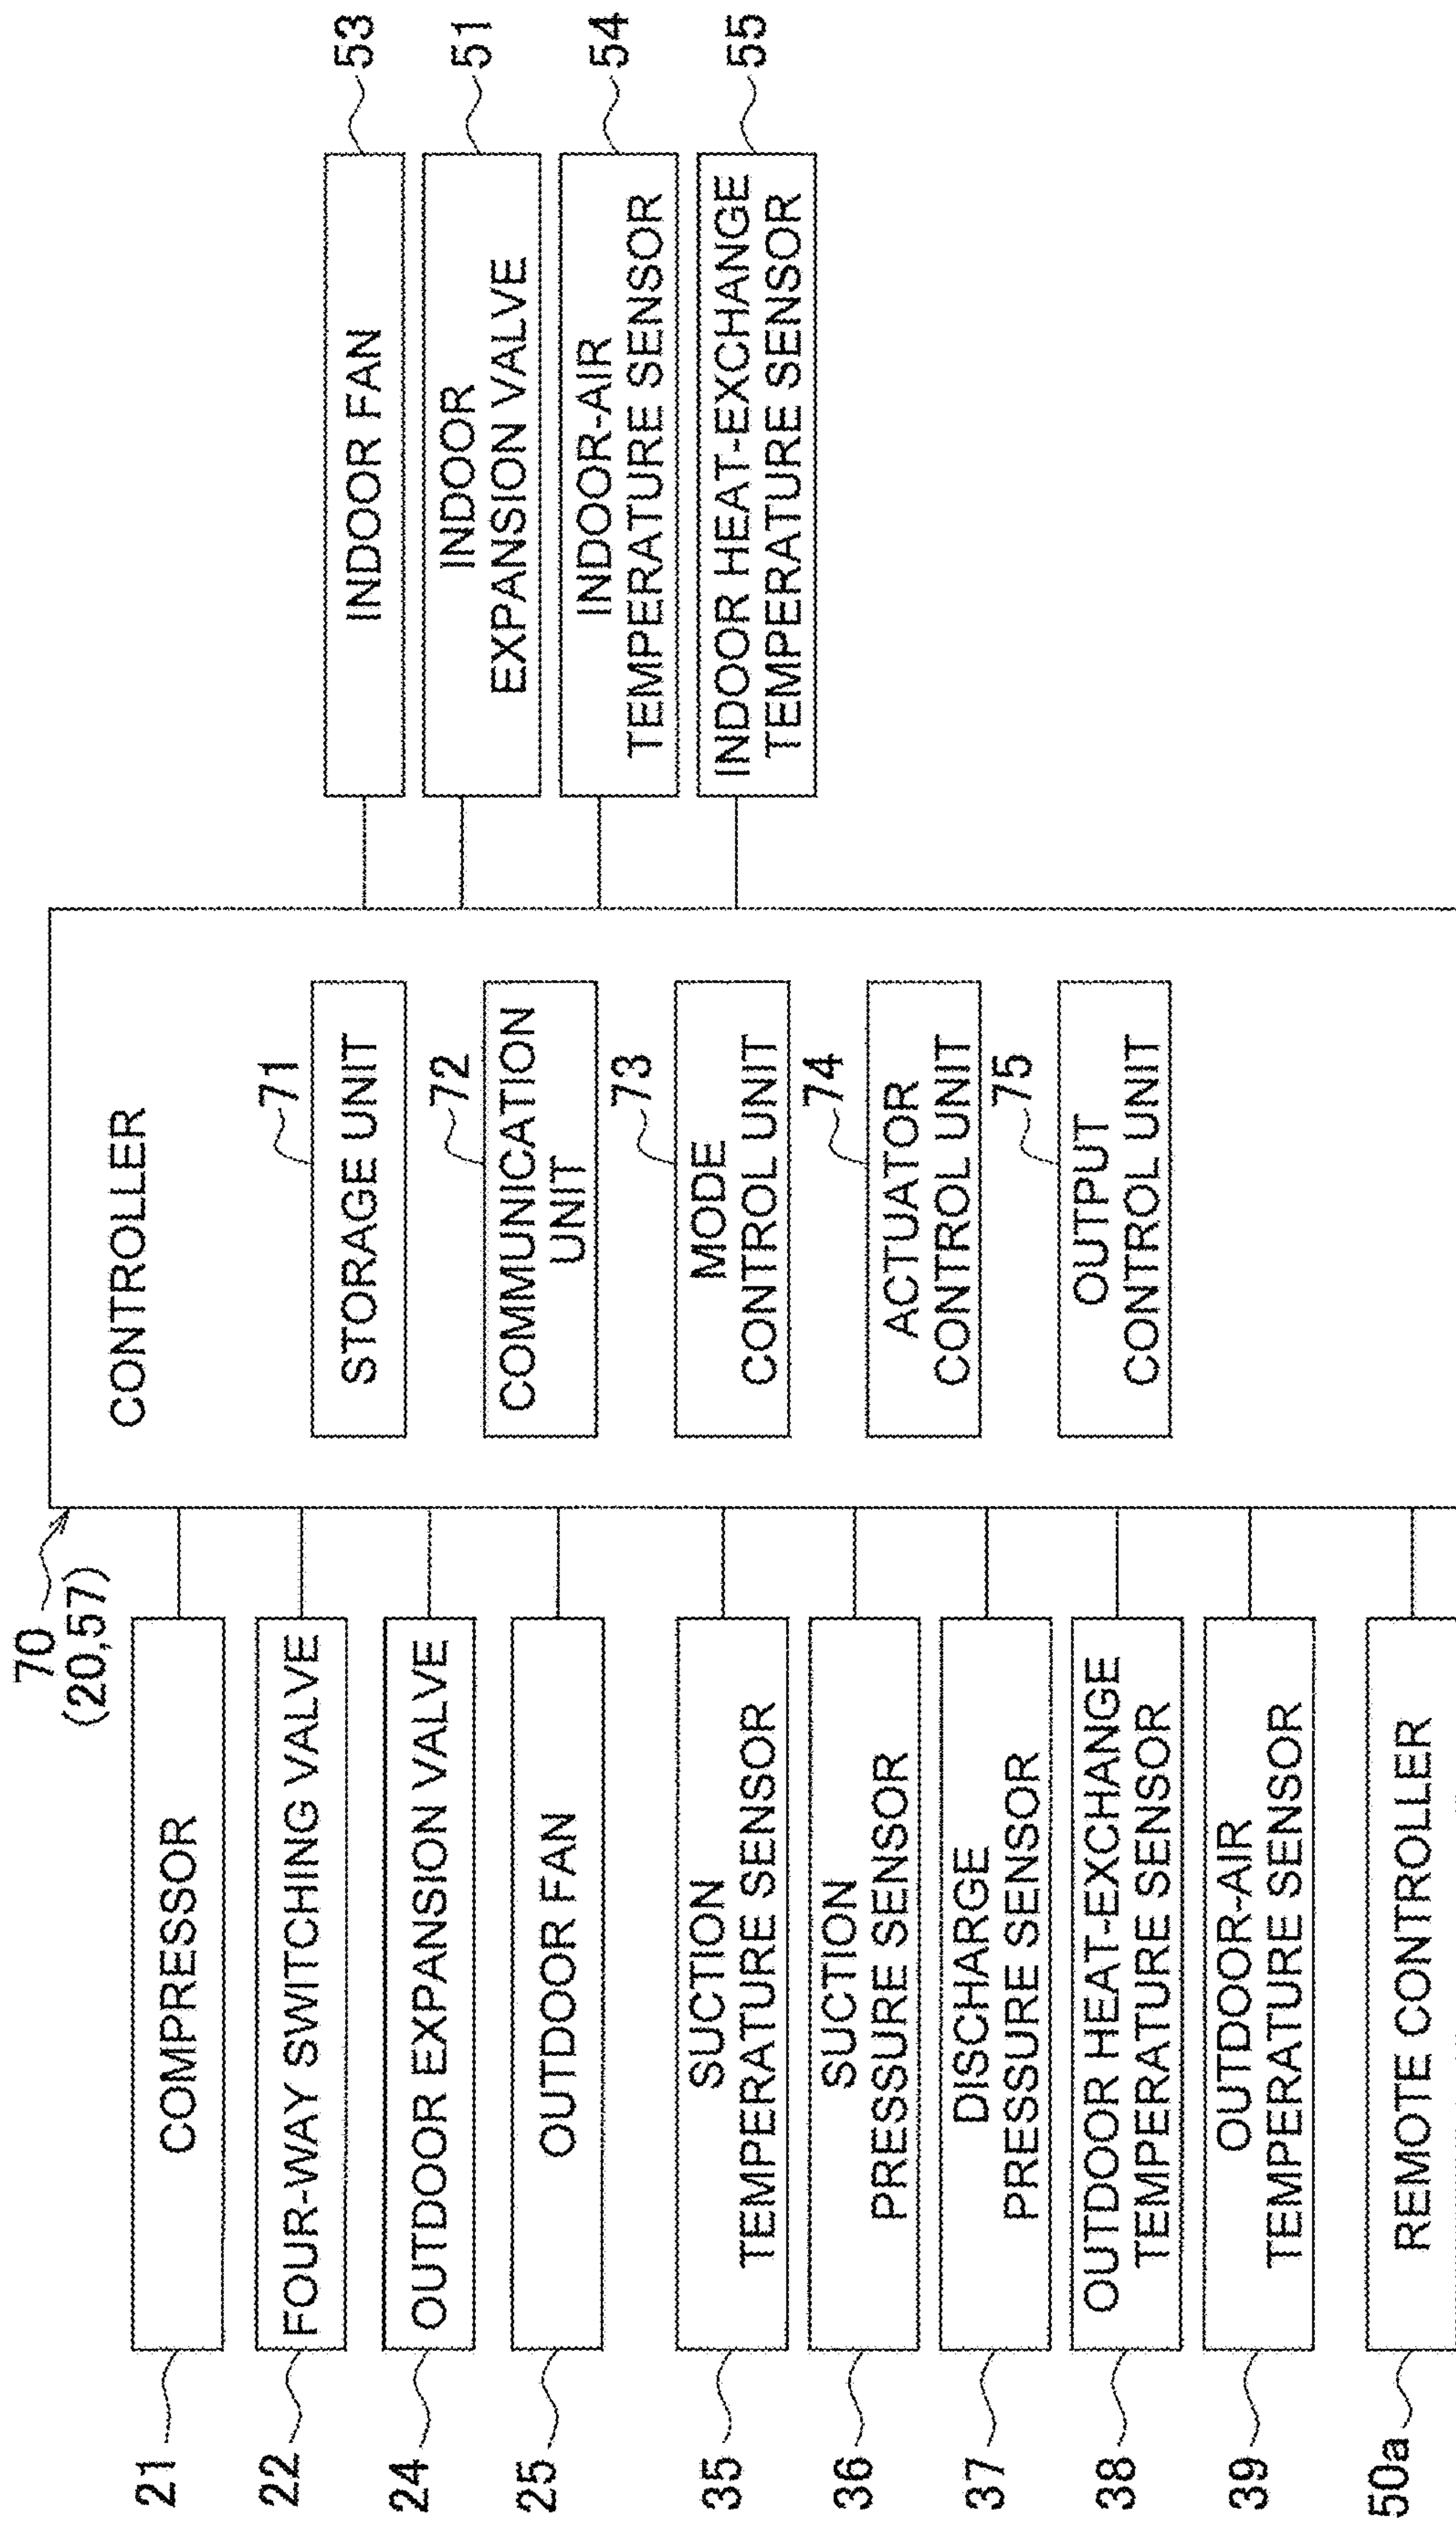 70
(20,57)
CONTROLLER
21
COMPRESSOR
22
FOUR-WAY SWITCHING VALVE
24
OUTDOOR EXPANSION VALVE
25
OUTDOOR FAN
35
SUCTION
TEMPERATURE SENSOR
36
SUCTION
PRESSURE SENSOR
37
DISCHARGE
PRESSURE SENSOR
38
OUTDOOR HEAT-EXCHANGE
TEMPERATURE SENSOR
39
OUTDOOR-AIR
TEMPERATURE SENSOR
50a
REMOTE CONTROLLER
71
STORAGE UNIT
72
COMMUNICATION
UNIT
73
MODE
CONTROL UNIT
74
ACTUATOR
CONTROL UNIT
75
OUTPUT
CONTROL UNIT
INDOOR FAN
53
INDOOR
EXPANSION VALVE
51
INDOOR-AIR
TEMPERATURE SENSOR
54
INDOOR HEAT-EXCHANGE
TEMPERATURE SENSOR
55